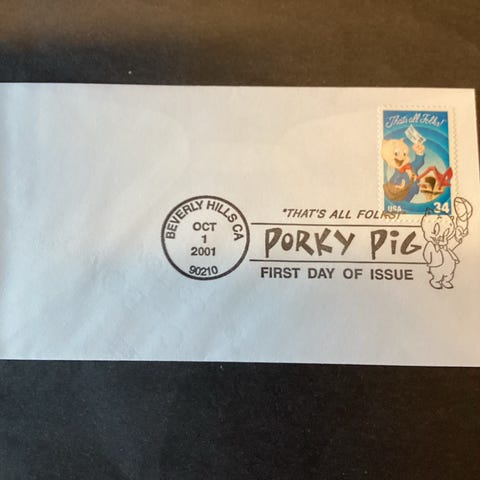 That's all Folks!
USA
34
BEVERLY HILLS CA
OCT
1
2001
90210
"THAT'S ALL FOLKS!"
PORKY PIG
FIRST DAY OF ISSUE